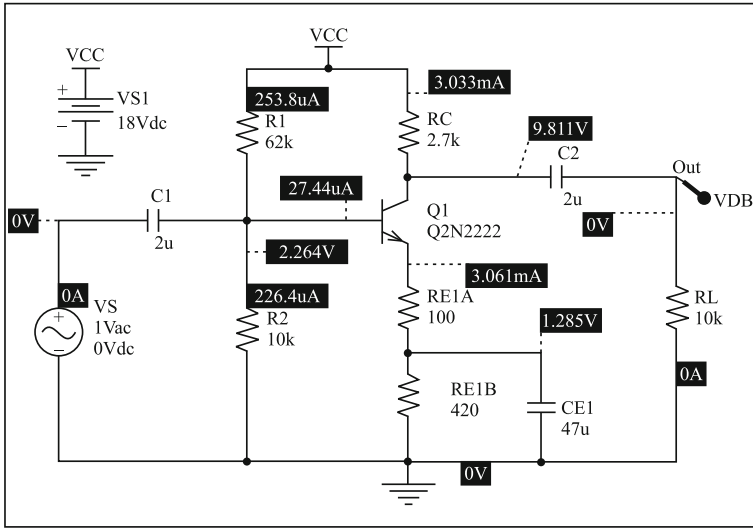 VCC
VCC
+
VS1
18Vdc
–
253.8uA
R1
62k
3.033mA
RC
2.7k
9.811V
C2
2u
Out
VDB
27.44uA
C1
2u
0V
Q1
Q2N2222
0V
2.264V
3.061mA
0A
VS
1Vac
0Vdc
+
–
226.4uA
R2
10k
RE1A
100
RL
10k
1.285V
0A
RE1B
420
CE1
47u
0V